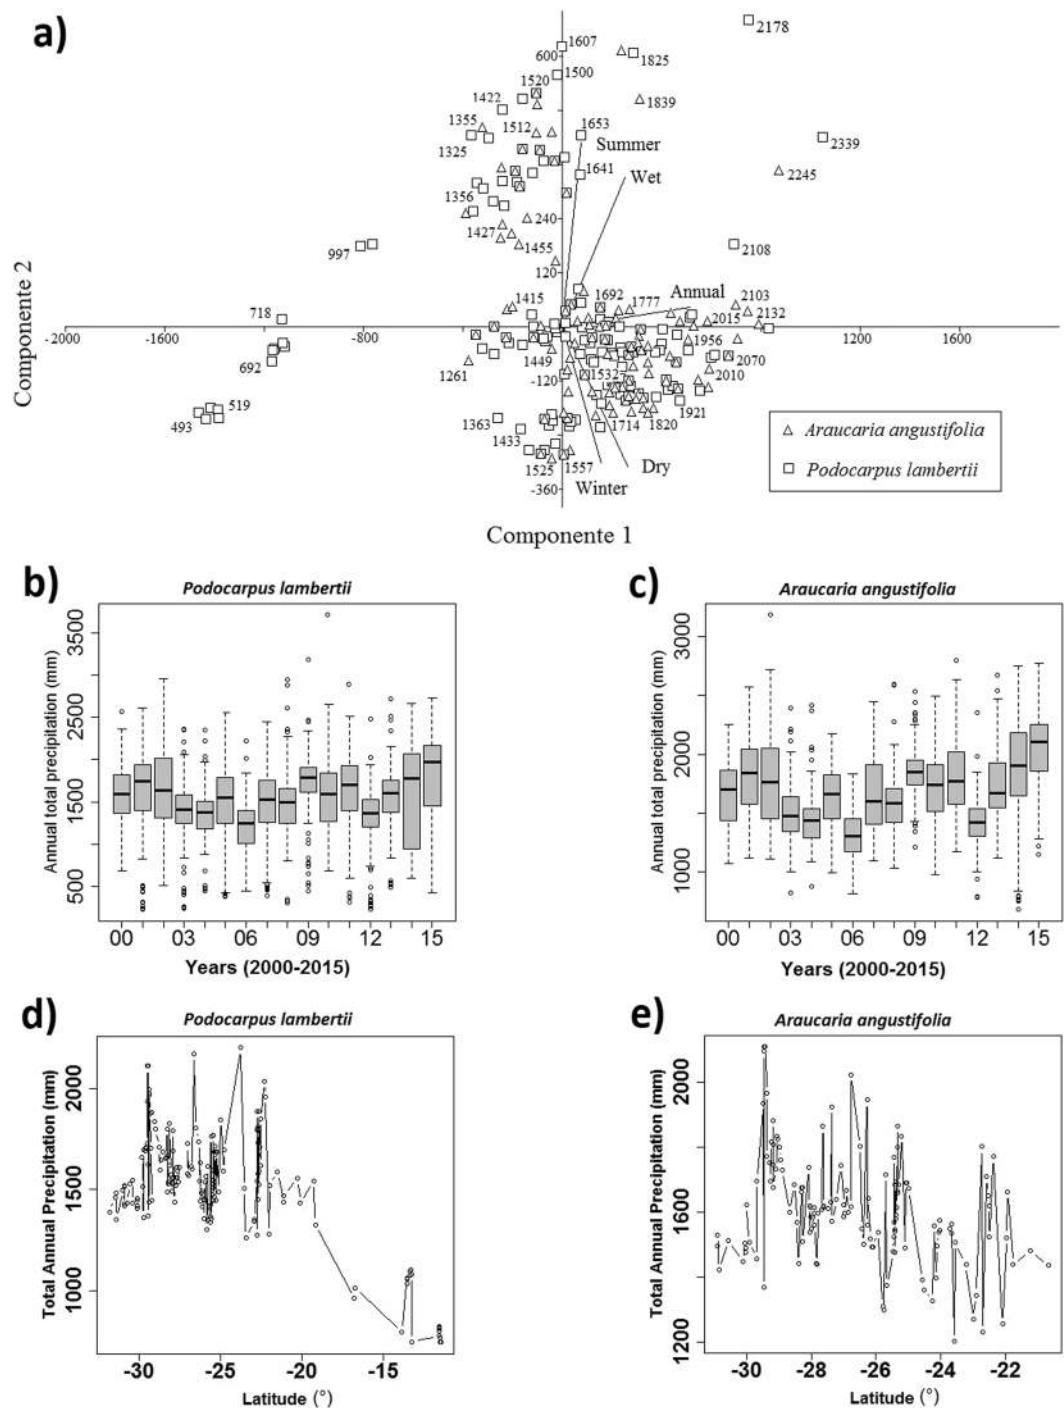 a)
2178
1607
600
1825
1500
1520
1422
1839
1355
1512
1653
Summer
2339
1325
1641
2245
Wet
1356
240
1427
1455
2108
997
120
1692
1777
Annual
2103
1415
718
2015
2132
-2000
-1600
-800
1200
1600
1956
692
1449
2070
1261
-120
1532
2010
519
493
1363
1714
1820
1921
1433
Araucaria angustifolia
1525
1557
Dry
Podocarpus lambertii
Winter
-360
Componente 2
Componente 1
b)
Podocarpus lambertii
Annual total precipitation (mm)
3500
2500
1500
500
00 03 06 09 12 15
Years (2000-2015)
c)
Araucaria angustifolia
Annual total precipitation (mm)
3000
2000
1000
00 03 06 09 12 15
Years (2000-2015)
d)
Podocarpus lambertii
Total Annual Precipitation (mm)
2000
1500
1000
-30 -25 -20 -15
Latitude (°)
e)
Araucaria angustifolia
Total Annual Precipitation (mm)
2000
1600
1200
-30 -28 -26 -24 -22
Latitude (°)